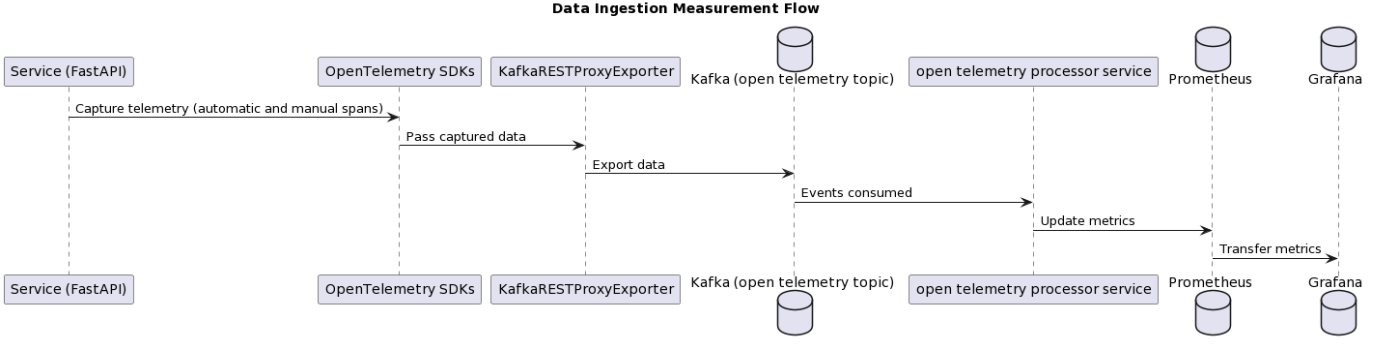 Data Ingestion Measurement Flow
Service (FastAPI)
OpenTelemetry SDKs
KafkaRESTProxyExporter
Kafka (open telemetry topic)
open telemetry processor service
Prometheus
Grafana
Capture telemetry (automatic and manual spans)
Pass captured data
Export data
Events consumed
Update metrics
Transfer metrics
Service (FastAPI)
OpenTelemetry SDKs
KafkaRESTProxyExporter
Kafka (open telemetry topic)
open telemetry processor service
Prometheus
Grafana